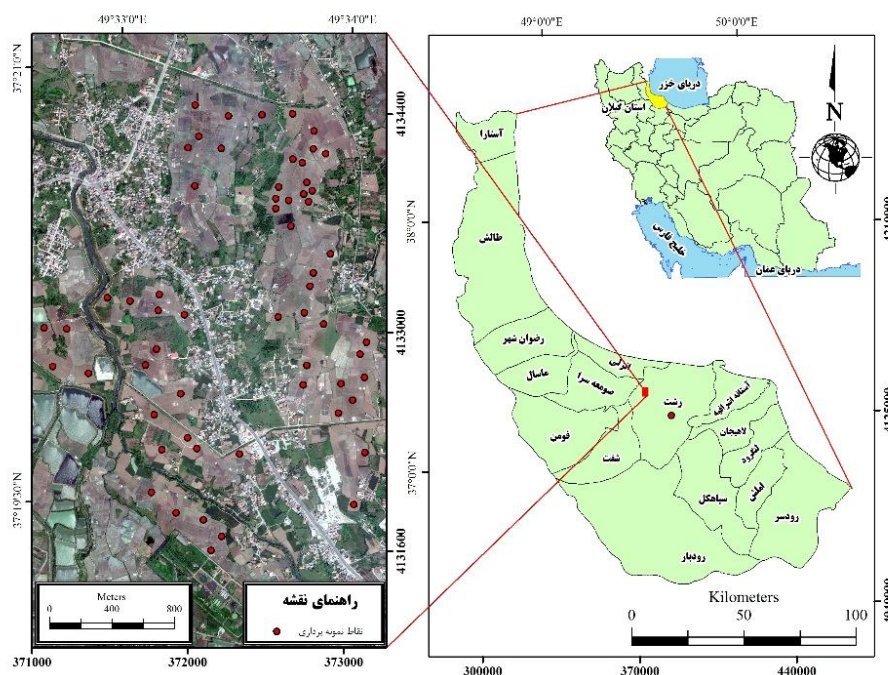 49°33'0"E
49°34'0"E
37°21'0"N
37°19'30"N
4134400
4133000
4131600
371000
372000
373000
Meters
0
400
800
راهنمای نقشه
نقاط نمونه برداری
49°0'0"E
50°0'0"E
38°0'0"N
37°0'0"N
4125000
300000
370000
440000
دریای خزر
استان گیلان
خلیج فارس
دریای عمان
N
آستارا
طالش
رضوان شهر
ماسال
صومعه سرا
انزلی
رشت
آستانه اشرفیه
لاهیجان
لنگرود
فومن
شفت
سیاهکل
املش
رودسر
رودبار
Kilometers
0
50
100